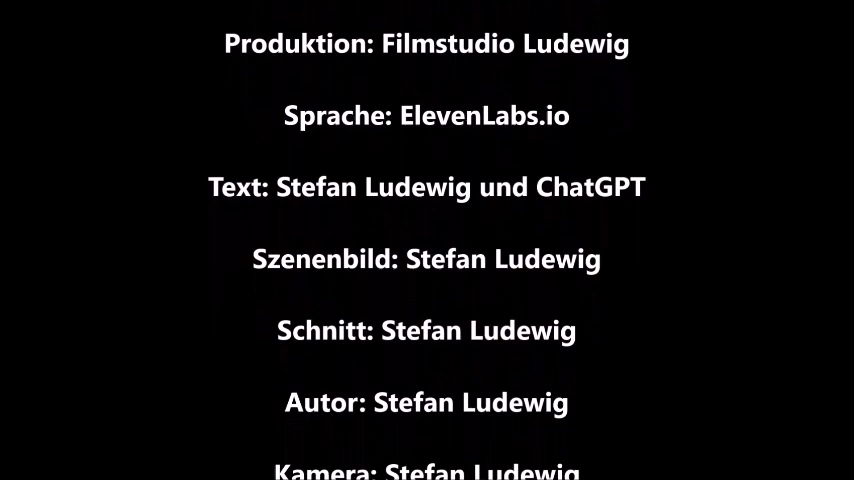 Produktion: Filmstudio Ludewig
Sprache: ElevenLabs.io
Text: Stefan Ludewig und ChatGPT
Szenenbild: Stefan Ludewig
Schnitt: Stefan Ludewig
Autor: Stefan Ludewig
Kamera: Stefan Ludewig